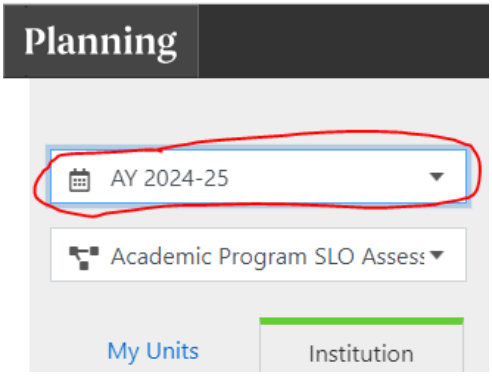 Planning
AY 2024-25
Academic Program SLO Assess
My Units
Institution